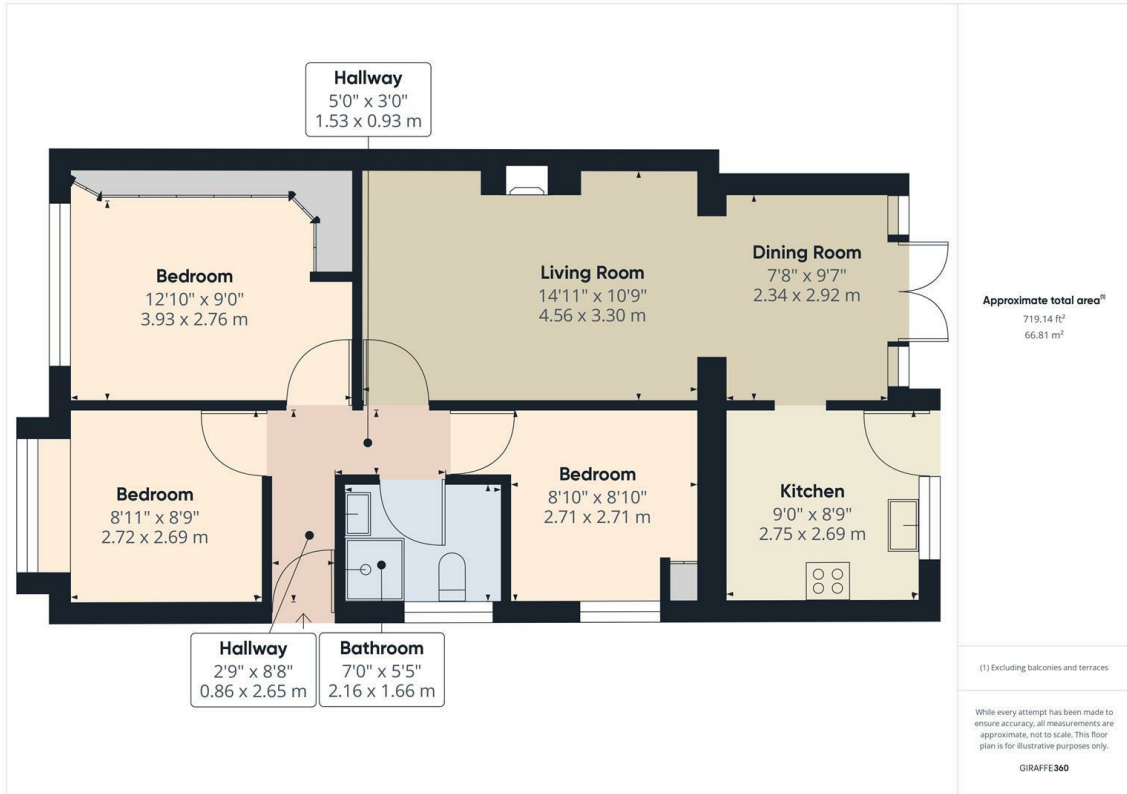 Hallway
5'0" x 3'0"
1.53 x 0.93 m
Bedroom
12'10" x 9'0"
3.93 x 2.76 m
Living Room
14'11" x 10'9"
4.56 x 3.30 m
Dining Room
7'8" x 9'7"
2.34 x 2.92 m
Bedroom
8'11" x 8'9"
2.72 x 2.69 m
Bedroom
8'10" x 8'10"
2.71 x 2.71 m
Kitchen
9'0" x 8'9"
2.75 x 2.69 m
Hallway
2'9" x 8'8"
0.86 x 2.65 m
Bathroom
7'0" x 5'5"
2.16 x 1.66 m
Approximate total area(1)
719.14 ft²
66.81 m²
(1) Excluding balconies and terraces
While every attempt has been made to
ensure accuracy, all measurements are
approximate, not to scale. This floor
plan is for illustrative purposes only.
GIRAFFE360